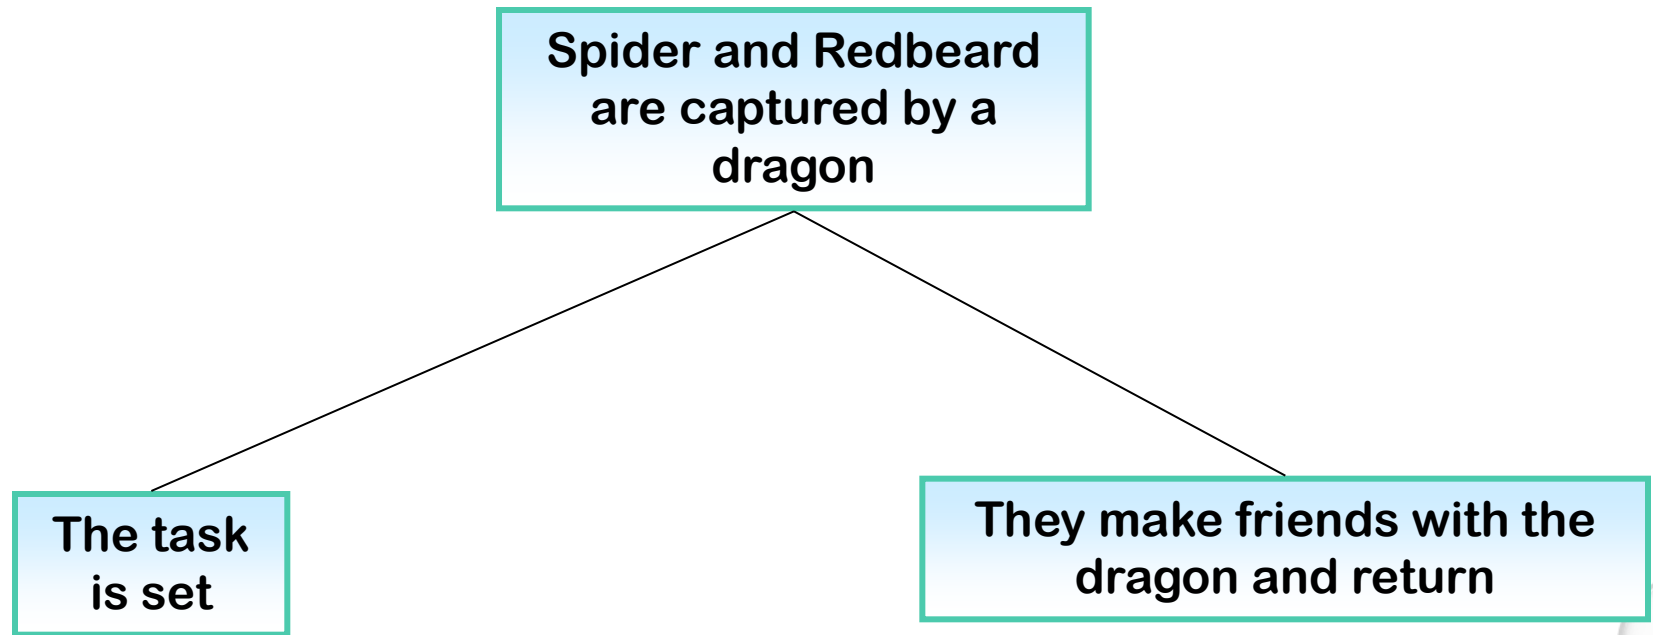 Spider and Redbeard
are captured by a
dragon
The task
is set
They make friends with the
dragon and return